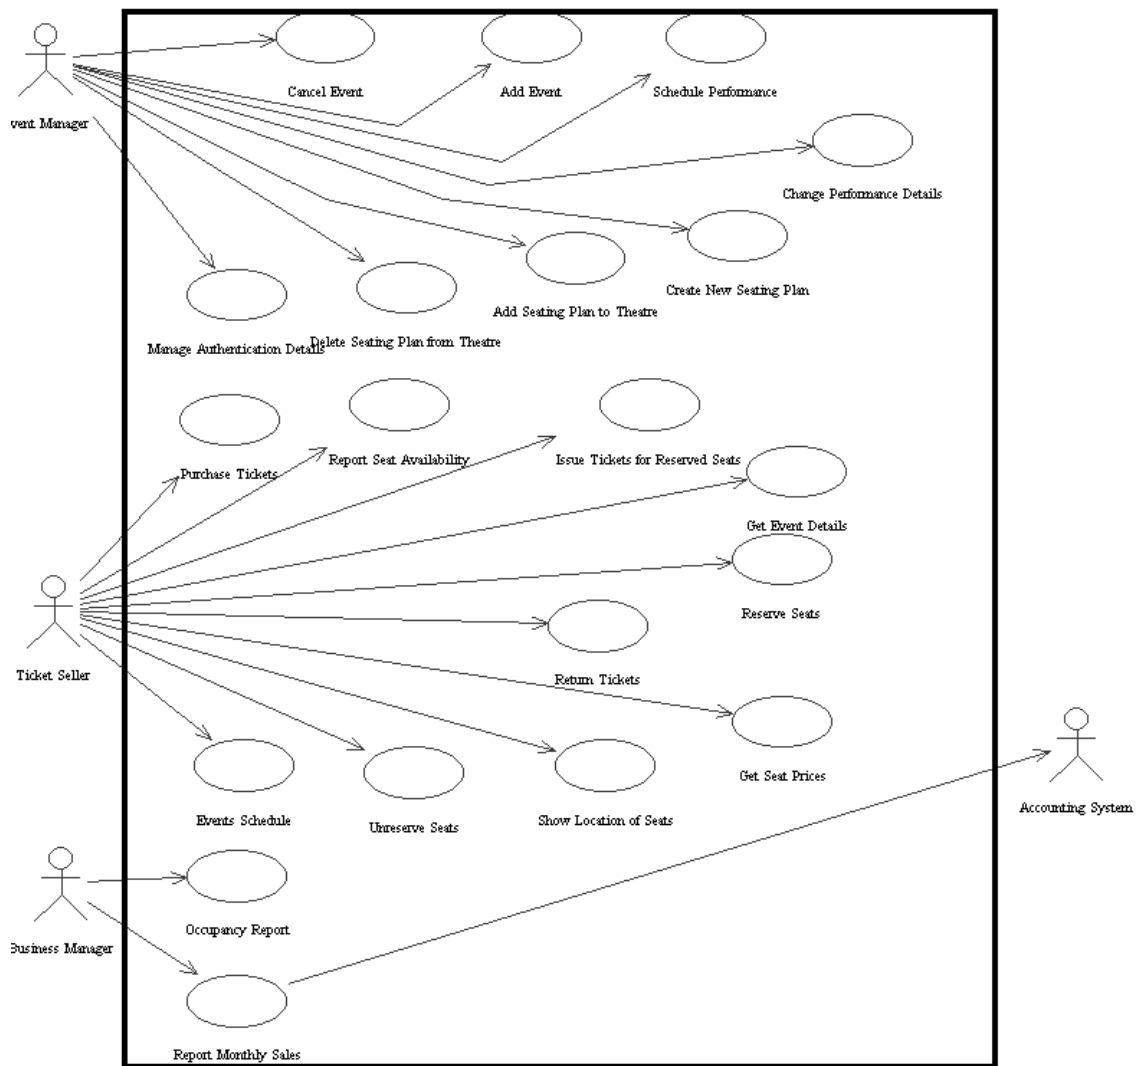 Cancel Event
Add Event
Schedule Performance
vent Manager
Change Performance Details
Create New Seating Plan
Add Seating Plan to Theatre
Delete Seating Plan from Theatre
Manage Authentication Details
Purchase Tickets
Report Seat Availability
Issue Tickets for Reserved Seats
Get Event Details
Reserve Seats
Ticket Seller
Return Tickets
Get Seat Prices
Events Schedule
Unreserve Seats
Show Location of Seats
Accounting System
Occupancy Report
Business Manager
Report Monthly Sales